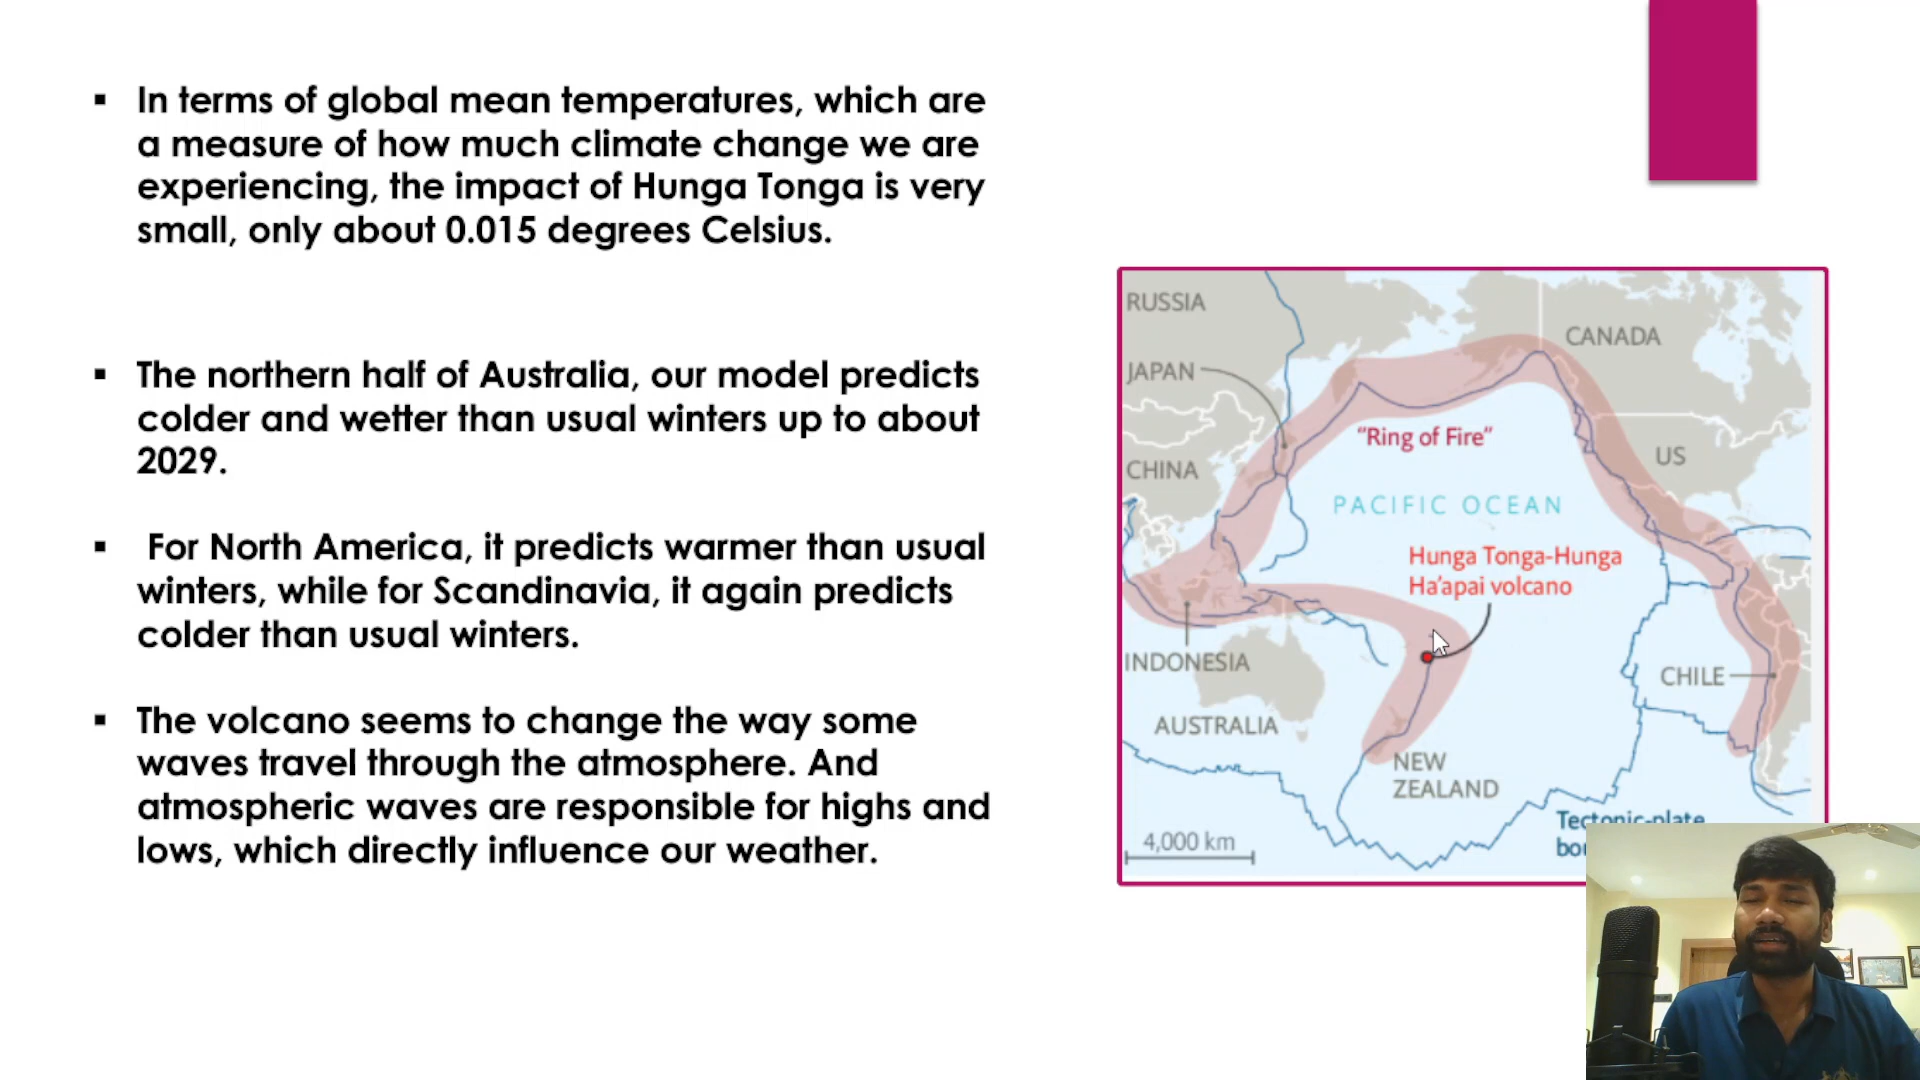 In terms of global mean temperatures, which are
a measure of how much climate change we are
experiencing, the impact of Hunga Tonga is very
small, only about 0.015 degrees Celsius.
The northern half of Australia, our model predicts
colder and wetter than usual winters up to about
2029.
For North America, it predicts warmer than usual
winters, while for Scandinavia, it again predicts
colder than usual winters.
The volcano seems to change the way some
waves travel through the atmosphere. And
atmospheric waves are responsible for highs and
lows, which directly influence our weather.
RUSSIA
CANADA
JAPAN
"Ring of Fire"
US
CHINA
PACIFIC OCEAN
Hunga Tonga-Hunga
Ha'apai volcano
INDONESIA
CHILE
AUSTRALIA
NEW
ZEALAND
4,000 km
Tectonic-plate